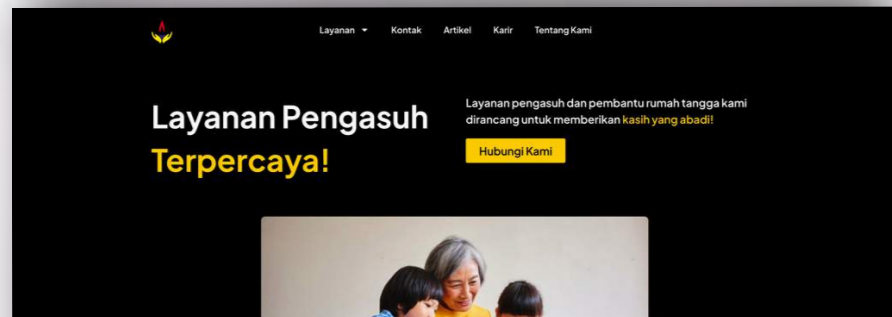 Layanan Kontak Artikel Karir Tentang Kami
Layanan Pengasuh
Terpercaya!
Layanan pengasuh dan pembantu rumah tangga kami
dirancang untuk memberikan kasih yang abadi!
Hubungi Kami